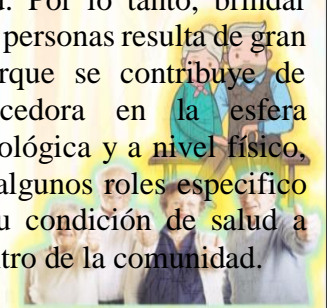 a. Por lo tanto, brindar
personas resulta de gran
rque se contribuye de
cedora en la esfera
ológica y a nivel físico,
algunos roles especifico
u condición de salud a
tro de la comunidad.